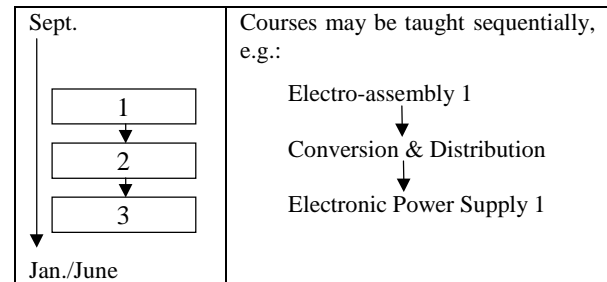 Sept.
1
2
3
Jan./June
Courses may be taught sequentially,
e.g.:
Electro-assembly 1
Conversion & Distribution
Electronic Power Supply 1